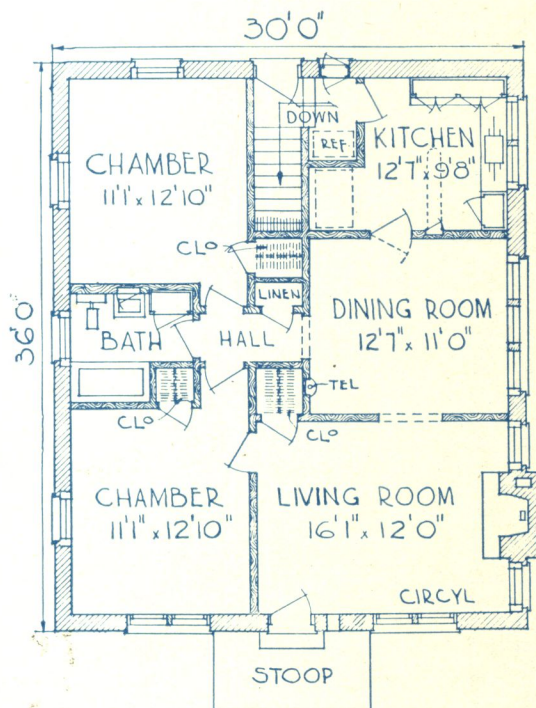 30'0"
DOWN
REF.
KITCHEN
12'7" x 9'8"
CHAMBER
11'1" x 12'10"
CLO
LINEN
DINING ROOM
12'7" x 11'0"
36'0"
BATH
HALL
TEL
CLO
CLO
CHAMBER
11'1" x 12'10"
LIVING ROOM
16'1" x 12'0"
CIRCYL
STOOP